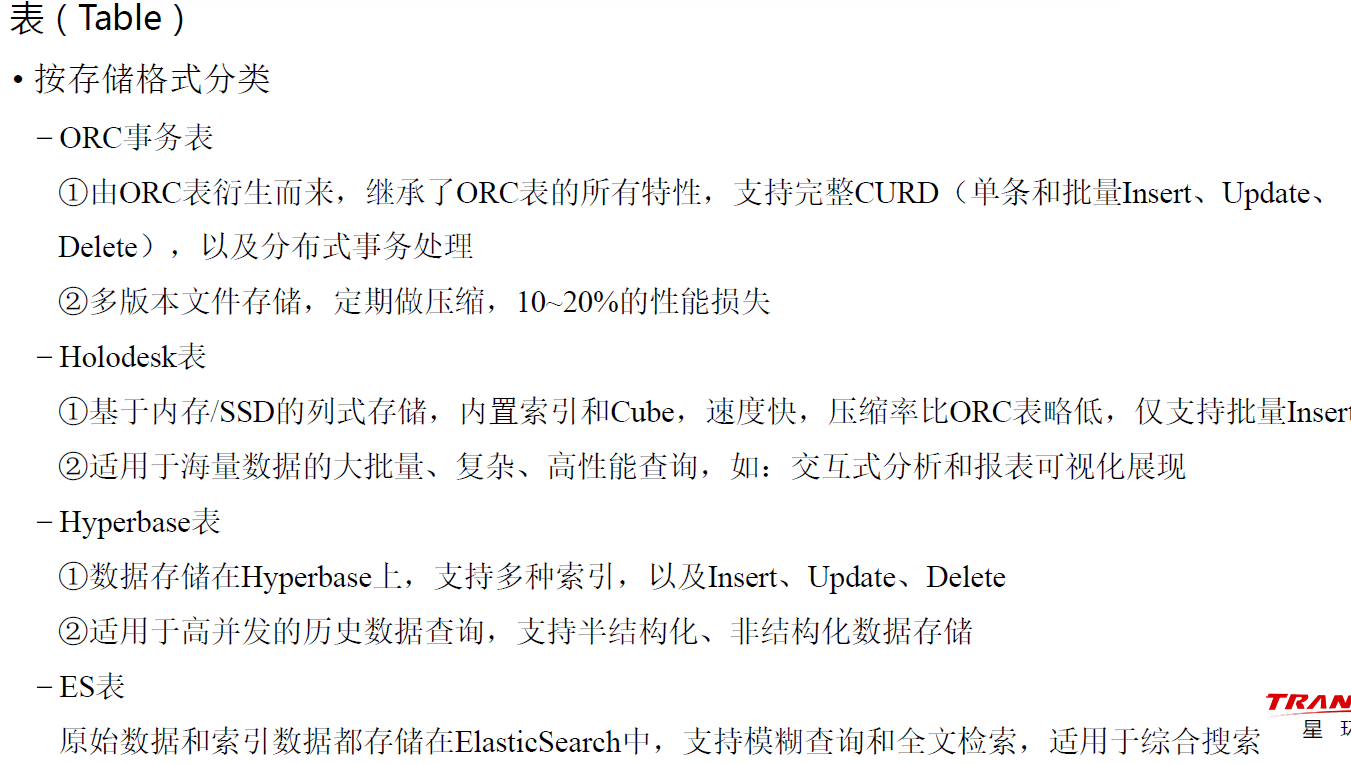 表（Table）
• 按存储格式分类
– ORC事务表
①由ORC表衍生而来，继承了ORC表的所有特性，支持完整CURD（单条和批量Insert、Update、
Delete），以及分布式事务处理
②多版本文件存储，定期做压缩，10~20%的性能损失
– Holodesk表
①基于内存/SSD的列式存储，内置索引和Cube，速度快，压缩率比ORC表略低，仅支持批量Insert
②适用于海量数据的大批量、复杂、高性能查询，如：交互式分析和报表可视化展现
– Hyperbase表
①数据存储在Hyperbase上，支持多种索引，以及Insert、Update、Delete
②适用于高并发的历史数据查询，支持半结构化、非结构化数据存储
– ES表
TRAN
星 环
原始数据和索引数据都存储在ElasticSearch中，支持模糊查询和全文检索，适用于综合搜索